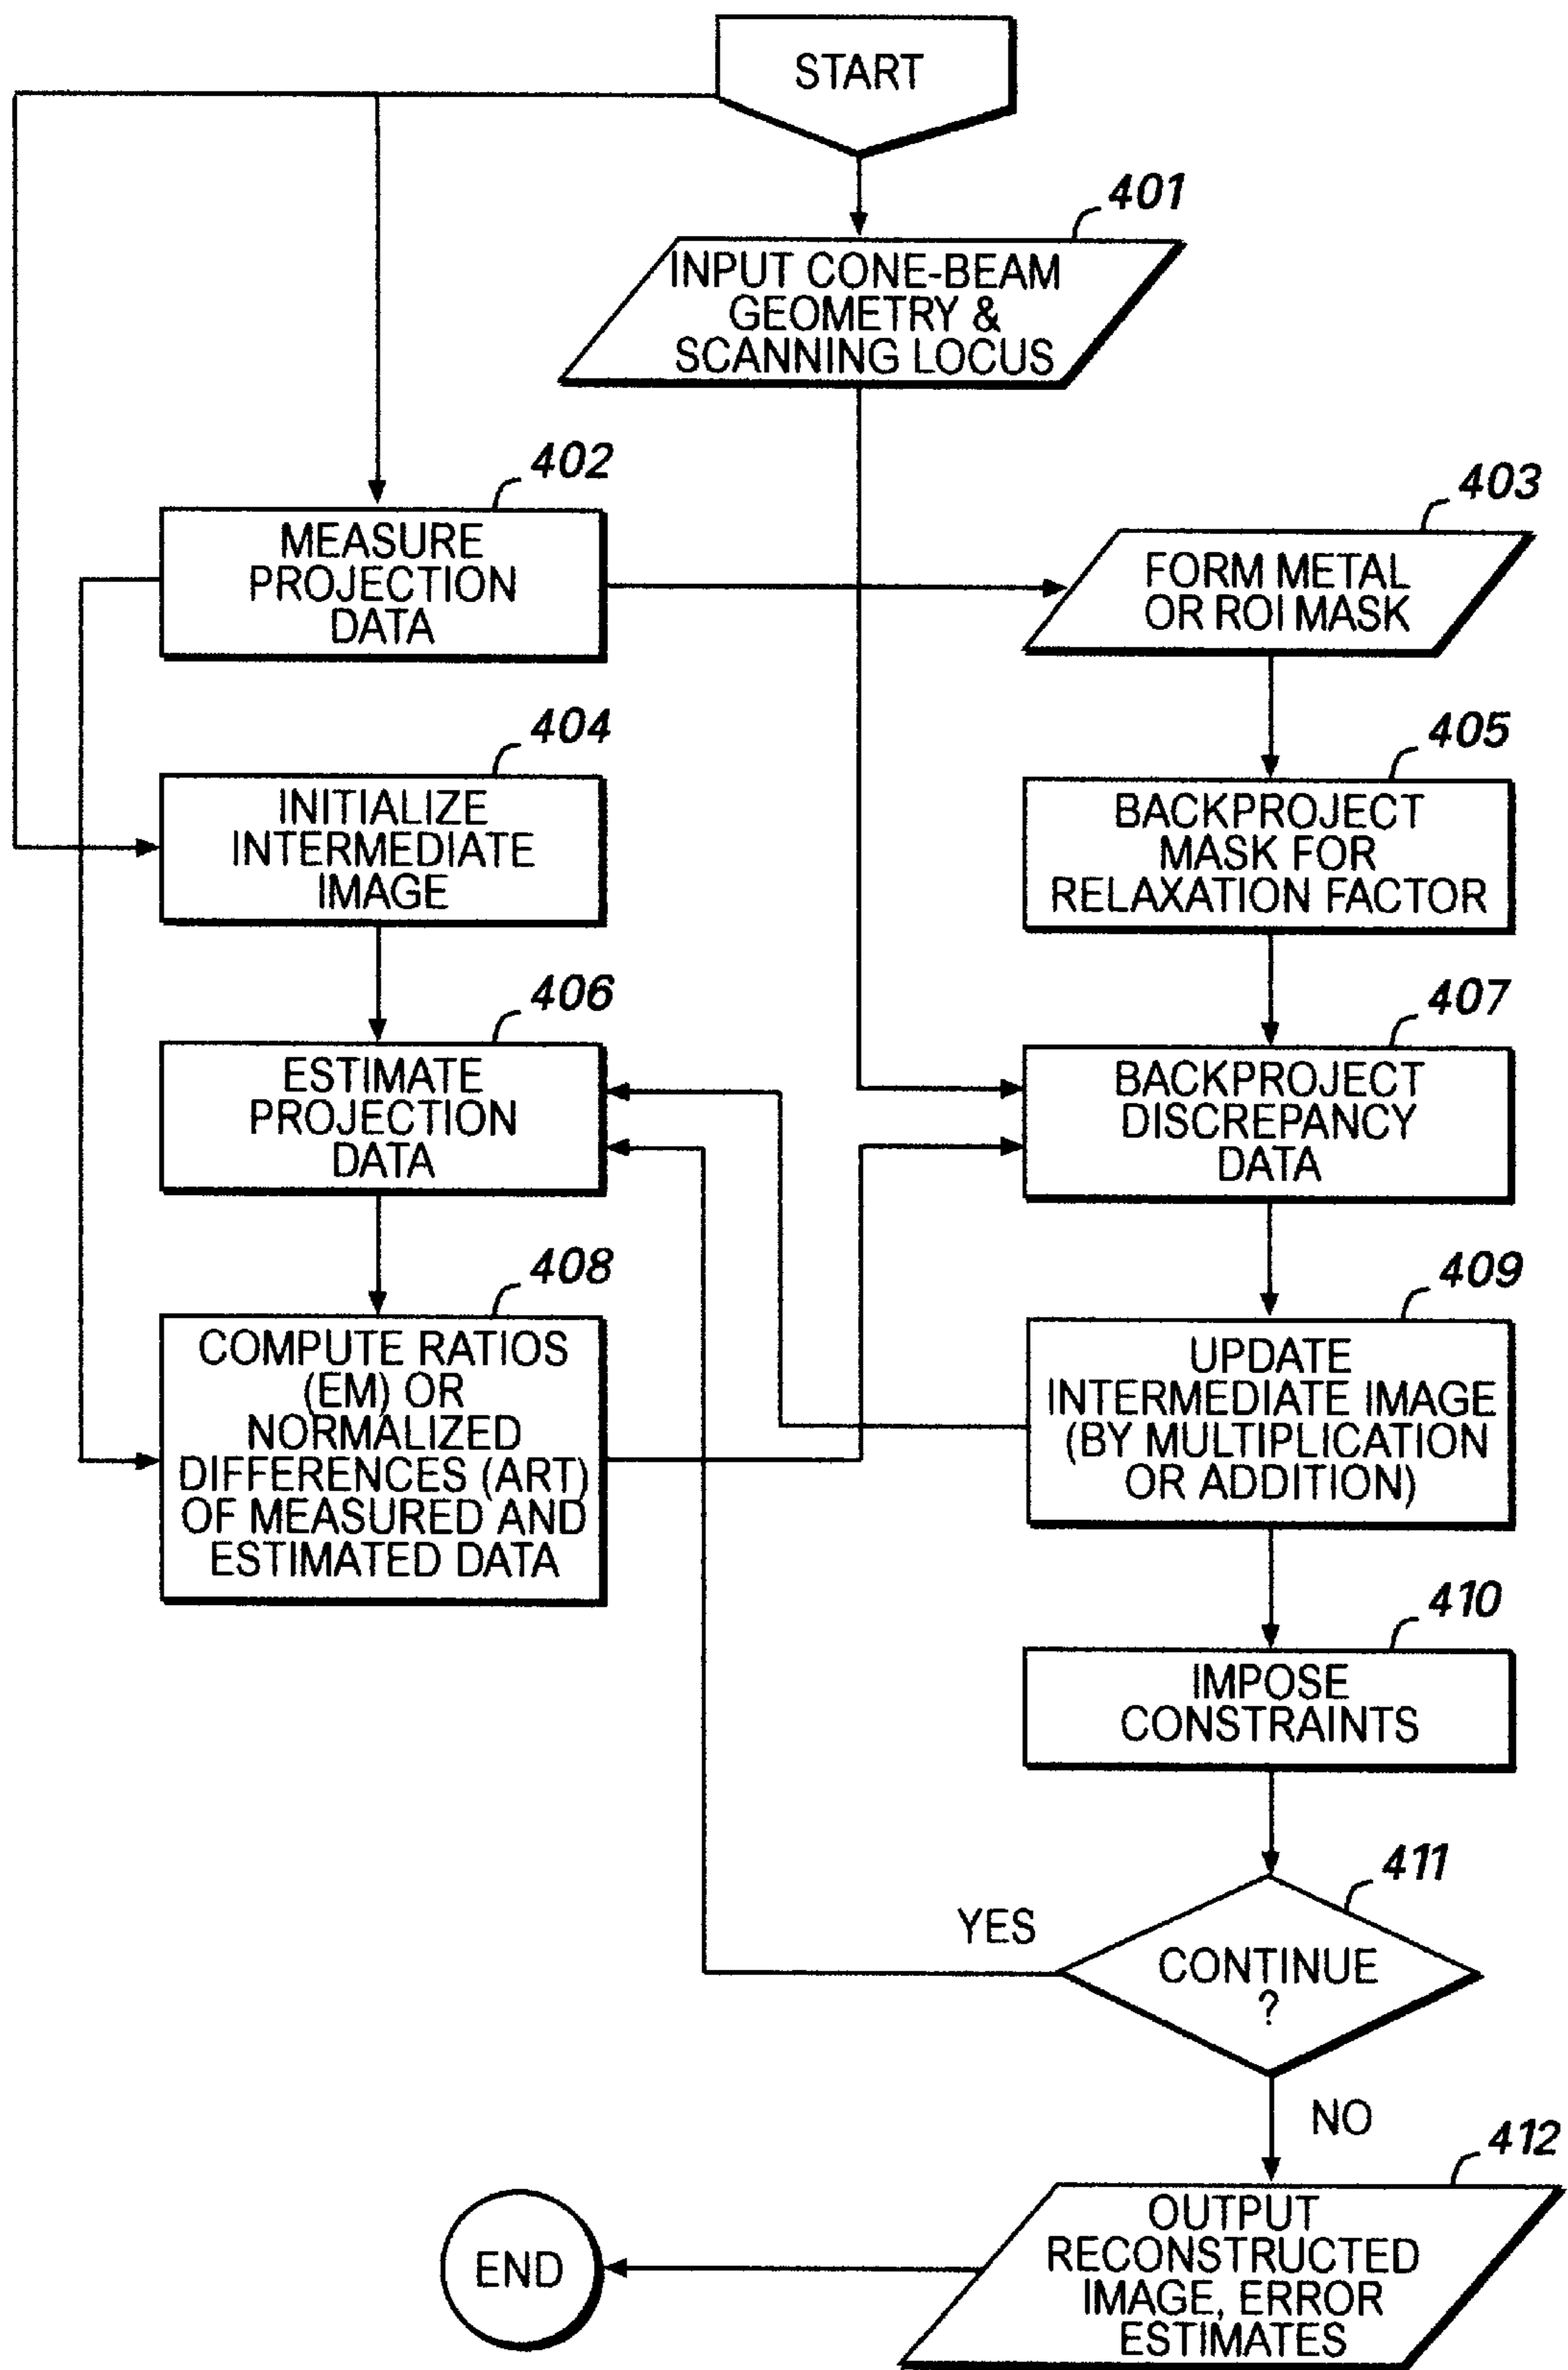 START
401
INPUT CONE-BEAM
GEOMETRY &
SCANNING LOCUS
402
MEASURE
PROJECTION
DATA
403
FORM METAL
OR ROI MASK
404
INITIALIZE
INTERMEDIATE
IMAGE
405
BACKPROJECT
MASK FOR
RELAXATION FACTOR
406
ESTIMATE
PROJECTION
DATA
407
BACKPROJECT
DISCREPANCY
DATA
408
COMPUTE RATIOS
(EM) OR
NORMALIZED
DIFFERENCES (ART)
OF MEASURED AND
ESTIMATED DATA
409
UPDATE
INTERMEDIATE IMAGE
(BY MULTIPLICATION
OR ADDITION)
410
IMPOSE
CONSTRAINTS
411
YES
CONTINUE
?
NO
412
OUTPUT
RECONSTRUCTED
IMAGE, ERROR
ESTIMATES
END